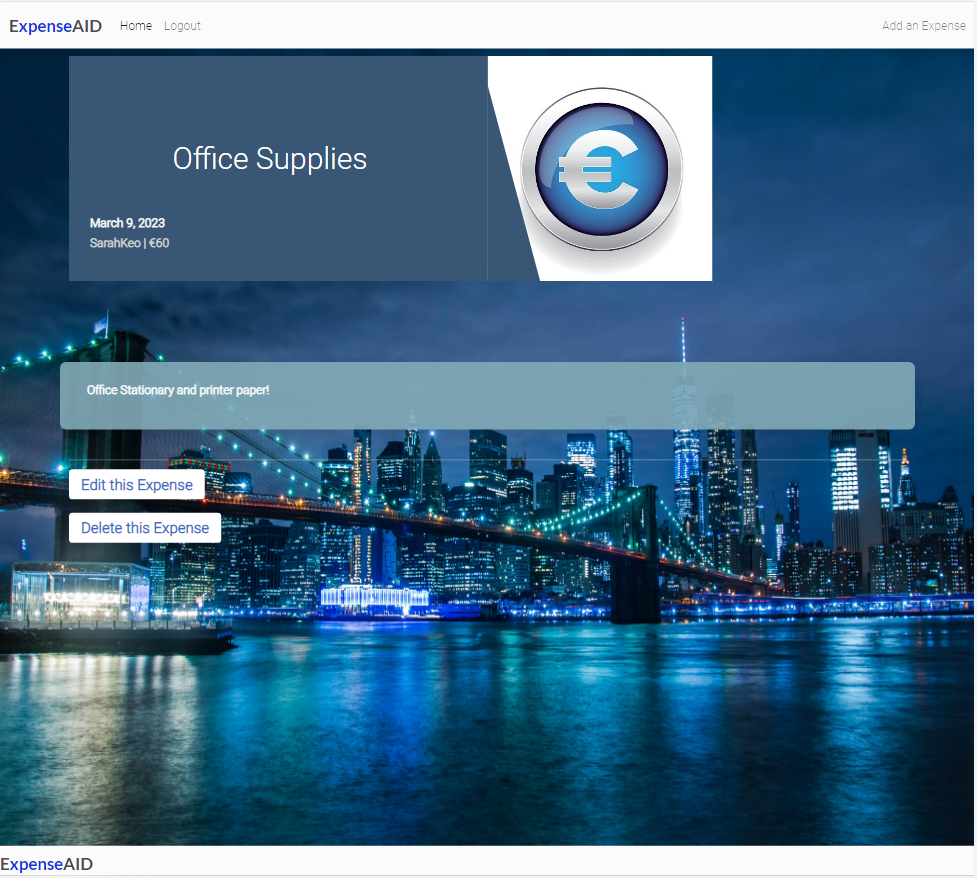 ExpenseAID Home Logout Add an Expense
Office Supplies
March 9, 2023
SarahKeo | €60
€
Office Stationary and printer paper!
Edit this Expense
Delete this Expense
ExpenseAID